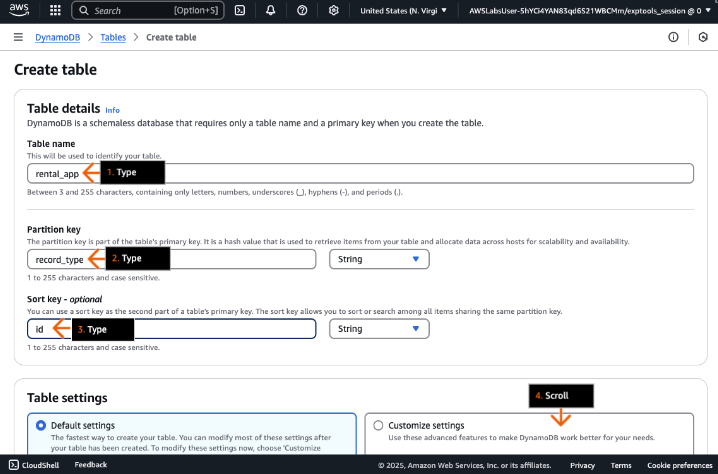 aws
Search [Option+S]
United States (N. Virgi
AWSLabsUser-5hYCi4YAN83qd6S21WBCMm/exptools_session @ 0
DynamoDB > Tables > Create table
Create table
Table details Info
DynamoDB is a schemaless database that requires only a table name and a primary key when you create the table.
Table name
This will be used to identify your table.
rental_app
1. Type
Between 3 and 255 characters, containing only letters, numbers, underscores (_), hyphens (-), and periods (.).
Partition key
The partition key is part of the table's primary key. It is a hash value that is used to retrieve items from your table and allocate data across hosts for scalability and availability.
record_type
2. Type
String
1 to 255 characters and case sensitive.
Sort key - optional
You can use a sort key as the second part of a table's primary key. The sort key allows you to sort or search among all items sharing the same partition key.
id
3. Type
String
1 to 255 characters and case sensitive.
Table settings
4. Scroll
Default settings
The fastest way to create your table. You can modify most of these settings after
your table has been created. To modify these settings now, choose 'Customize
Customize settings
Use these advanced features to make DynamoDB work better for your needs.
CloudShell Feedback
© 2025, Amazon Web Services, Inc. or its affiliates. Privacy Terms Cookie preferences